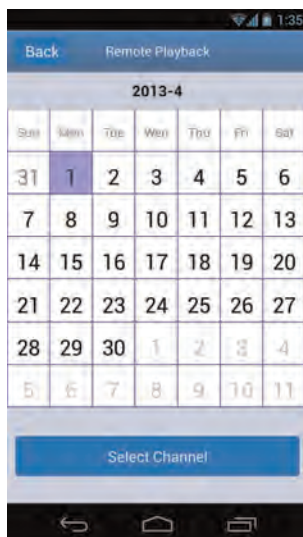 1:35
Back Remote Playback
2013-4
Sun Mon Tue Wed Thu Fri Sat
31 1 2 3 4 5 6
7 8 9 10 11 12 13
14 15 16 17 18 19 20
21 22 23 24 25 26 27
28 29 30 1 2 3 4
5 6 7 8 9 10 11
Select Channel